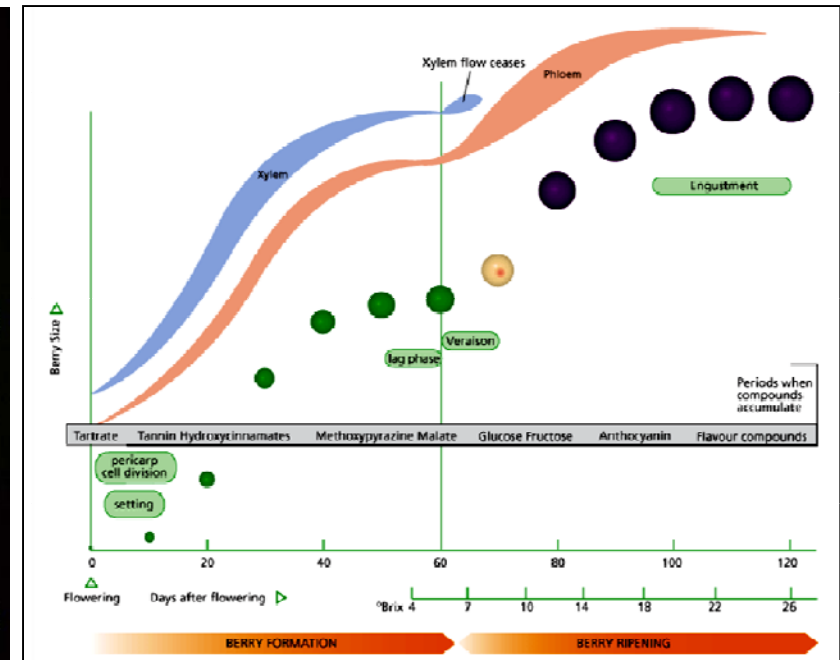 Xylem flow ceases
Phloem
Xylem
Engustment
Berry Size
Veraison
lag phase
Periods when
compounds
accumulate
Tartrate Tannin Hydroxycinnamates Methoxypyrazine Malate Glucose Fructose Anthocyanin Flavour compounds
pericarp
cell division
setting
0 20 40 60 80 100 120
Flowering Days after flowering
°Brix 4 7 10 14 18 22 26
BERRY FORMATION BERRY RIPENING